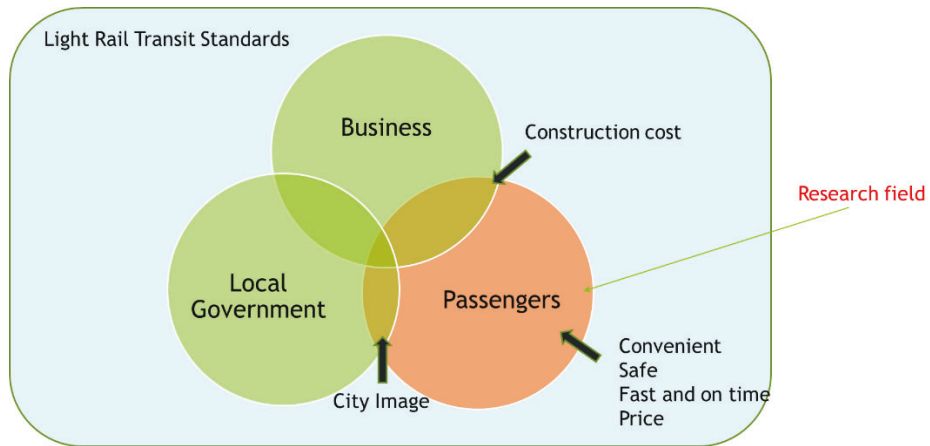 Light Rail Transit Standards
Business
Construction cost
Research field
Local
Government
Passengers
Convenient
Safe
Fast and on time
Price
City Image